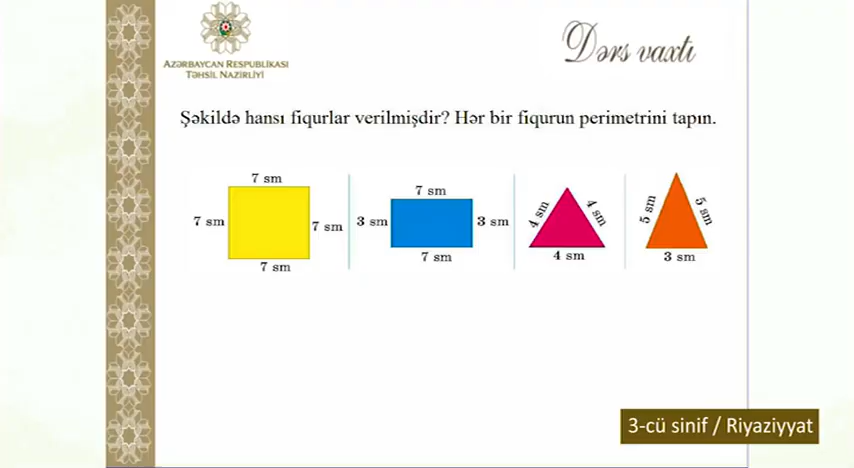 AZƏRBAYCAN RESPUBLIKASI
TƏHSIL NAZIRLIYI
Dərs vaxtı
Şəkildə hansı fiqurlar verilmişdir? Hər bir fiqurun perimetrini tapın.
7 sm
7 sm
7 sm
7 sm
7 sm
3 sm
3 sm
7 sm
4 sm
4 sm
4 sm
5 sm
5 sm
3 sm
3-cü sinif / Riyaziyyat